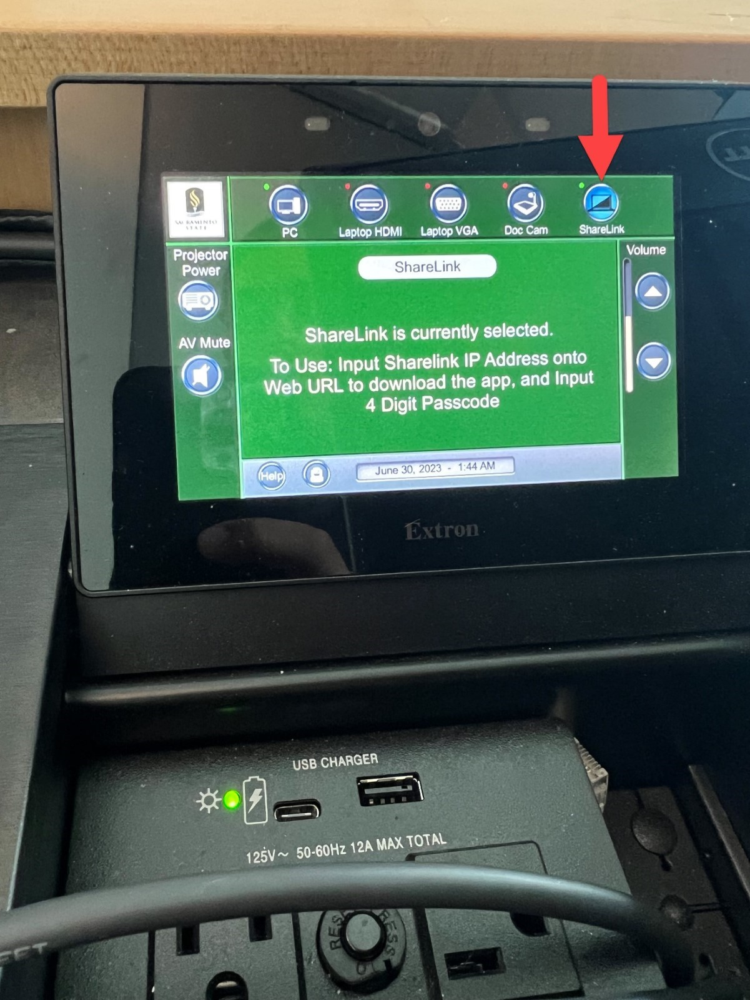 SACRAMENTO
STATE
PC
Laptop HDMI
Laptop VGA
Doc Cam
ShareLink
Projector
Power
AV Mute
Volume
ShareLink
ShareLink is currently selected.
To Use: Input Sharelink IP Address onto
Web URL to download the app, and Input
4 Digit Passcode
Help
June 30, 2023 - 1:44 AM
Extron
USB CHARGER
125V~ 50-60Hz 12A MAX TOTAL